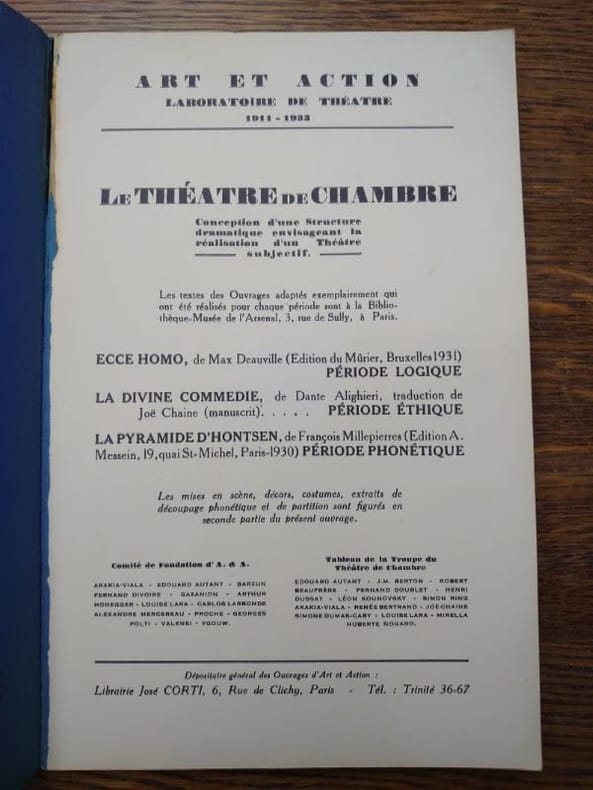 ART ET ACTION
LABORATOIRE DE THÉATRE
1911 - 1933
LE THÉATRE DE CHAMBRE
Conception d'une Structure
dramatique envisageant la
réalisation d'un Théâtre
subjectif.
Les textes des Ouvrages adaptés exemplairement qui
ont été réalisés pour chaque période sont à la Biblio-
thèque-Musée de l'Arsenal, 3, rue de Sully, à Paris.
ECCE HOMO, de Max Deauville (Edition du Mûrier, Bruxelles 1931)
PÉRIODE LOGIQUE
LA DIVINE COMMEDIE, de Dante Alighieri, traduction de
Joë Chaine (manuscrit). . . . . PÉRIODE ÉTHIQUE
LA PYRAMIDE D'HONTSEN, de François Millepierres (Edition A.
Messein, 19, quai St-Michel, Paris-1930) PÉRIODE PHONÉTIQUE
Les mises en scène, décors, costumes, extraits de
découpage phonétique et de partition sont figurés en
seconde partie du présent ouvrage.
Comité de Fondation d'A. & A.
AKAKIA-VIALA - EDOUARD AUTANT - BARZUN
FERNAND DIVOIRE - GAZANION - ARTHUR
HONEGGER - LOUISE LARA - CARLOS LARRONDE
ALEXANDRE MERCEREAU - PROCHE - GEORGES
POLTI - VALENSI - YGOUW.
Tableau de la Troupe du
Théâtre de Chambre
EDOUARD AUTANT - J.M. BERTON - ROBERT
BEAUFRÈRE - FERNAND DOUBLET - HENRI
DUSSAT - LÉON KOUNOVSKY - SIMON RING
AKAKIA-VIALA - RENÉE BERTRAND - JOE CHAINE
SIMONE DUMAS-GABY - LOUISE LARA - MIRELLA
HUBERTE NOGARO.
Dépositaire général des Ouvrages d'Art et Action :
Librairie José CORTI, 6, Rue de Clichy, Paris - Tél. : Trinité 36-67